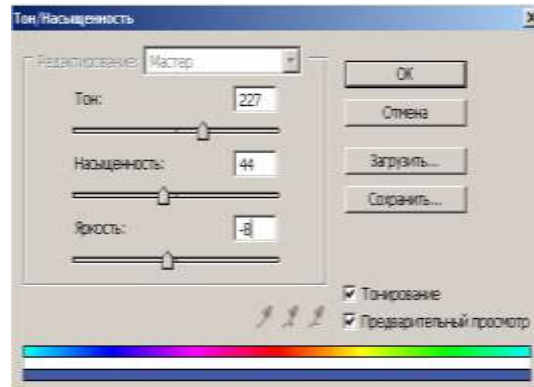 Тон/Насыщенность
Редактирование: Мастер
OK
Тон: 227
Отмена
Насыщенность: 44
Загрузить...
Сохранить...
Яркость: -8
Тонирование
Предварительный просмотр